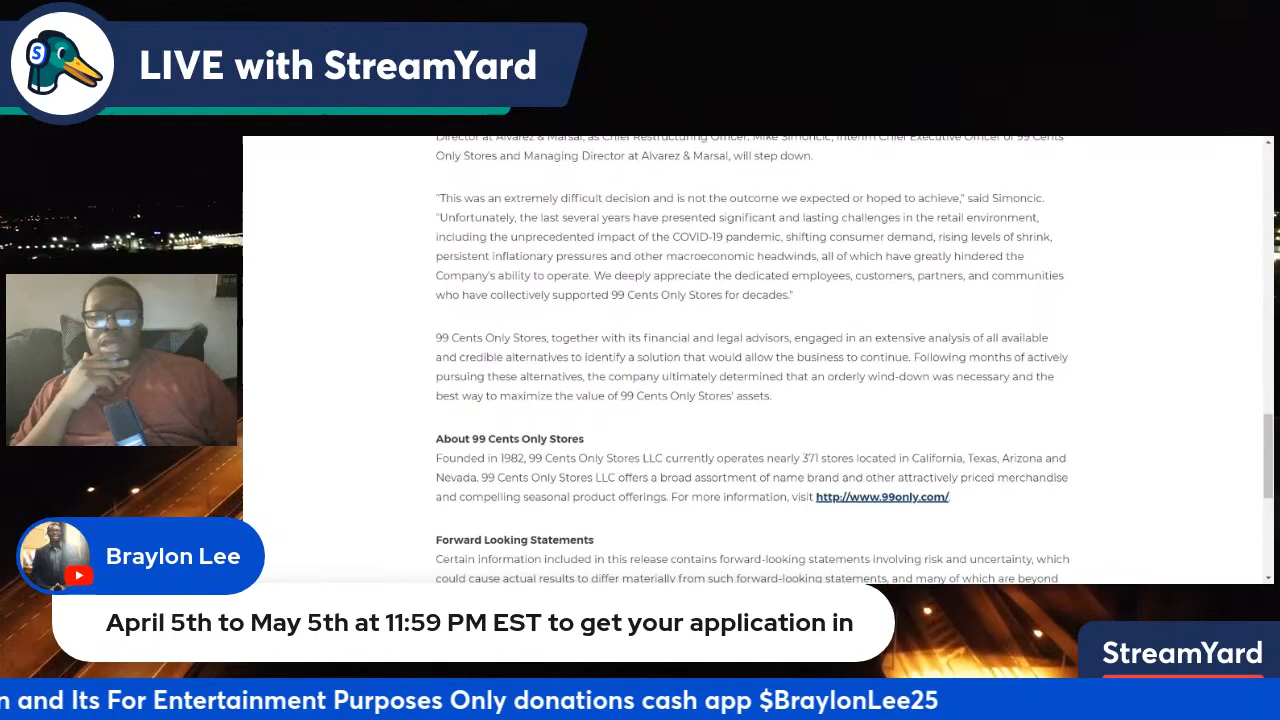 LIVE with StreamYard
Director at Alvarez & Marsal, as Chief Restructuring Officer. Mike Simoncic, Interim Chief Executive Officer of 99 Cents
Only Stores and Managing Director at Alvarez & Marsal, will step down.
"This was an extremely difficult decision and is not the outcome we expected or hoped to achieve," said Simoncic.
"Unfortunately, the last several years have presented significant and lasting challenges in the retail environment,
including the unprecedented impact of the COVID-19 pandemic, shifting consumer demand, rising levels of shrink,
persistent inflationary pressures and other macroeconomic headwinds, all of which have greatly hindered the
Company's ability to operate. We deeply appreciate the dedicated employees, customers, partners, and communities
who have collectively supported 99 Cents Only Stores for decades."
99 Cents Only Stores, together with its financial and legal advisors, engaged in an extensive analysis of all available
and credible alternatives to identify a solution that would allow the business to continue. Following months of actively
pursuing these alternatives, the company ultimately determined that an orderly wind-down was necessary and the
best way to maximize the value of 99 Cents Only Stores' assets.
About 99 Cents Only Stores
Founded in 1982, 99 Cents Only Stores LLC currently operates nearly 371 stores located in California, Texas, Arizona and
Nevada. 99 Cents Only Stores LLC offers a broad assortment of name brand and other attractively priced merchandise
and compelling seasonal product offerings. For more information, visit http://www.99only.com/.
Forward Looking Statements
Certain information included in this release contains forward-looking statements involving risk and uncertainty, which
could cause actual results to differ materially from such forward-looking statements, and many of which are beyond
Braylon Lee
April 5th to May 5th at 11:59 PM EST to get your application in
StreamYard
n and Its For Entertainment Purposes Only donations cash app $BraylonLee25